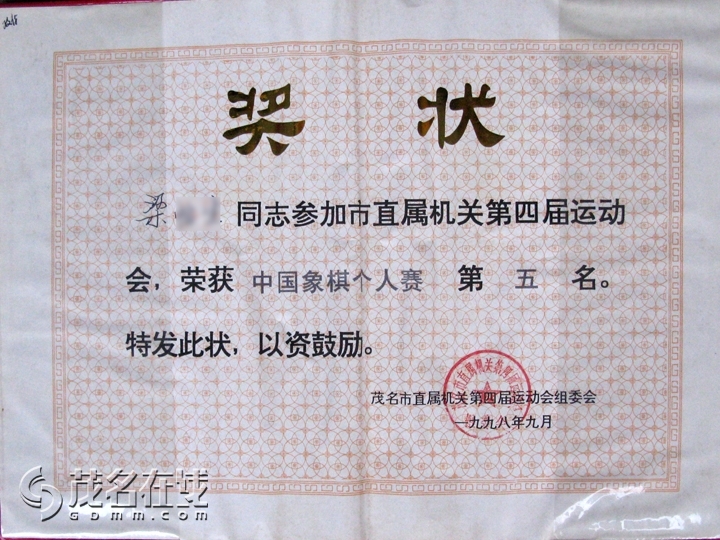 奖状
梁 同志参加市直属机关第四届运动
会，荣获 中国象棋个人赛 第 五 名。
特发此状，以资鼓励。
茂名市直属机关第四届运动会组委会
一九九八年九月
茂名在线
Gdmm.com